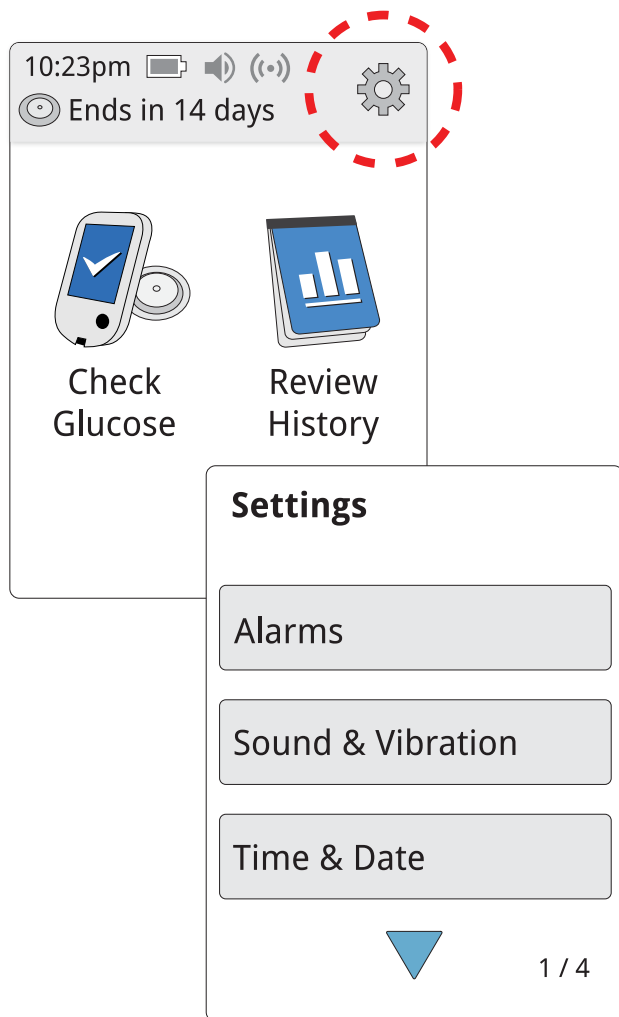 10:23pm
Ends in 14 days
Check
Glucose
Review
History
Settings
Alarms
Sound & Vibration
Time & Date
1 / 4